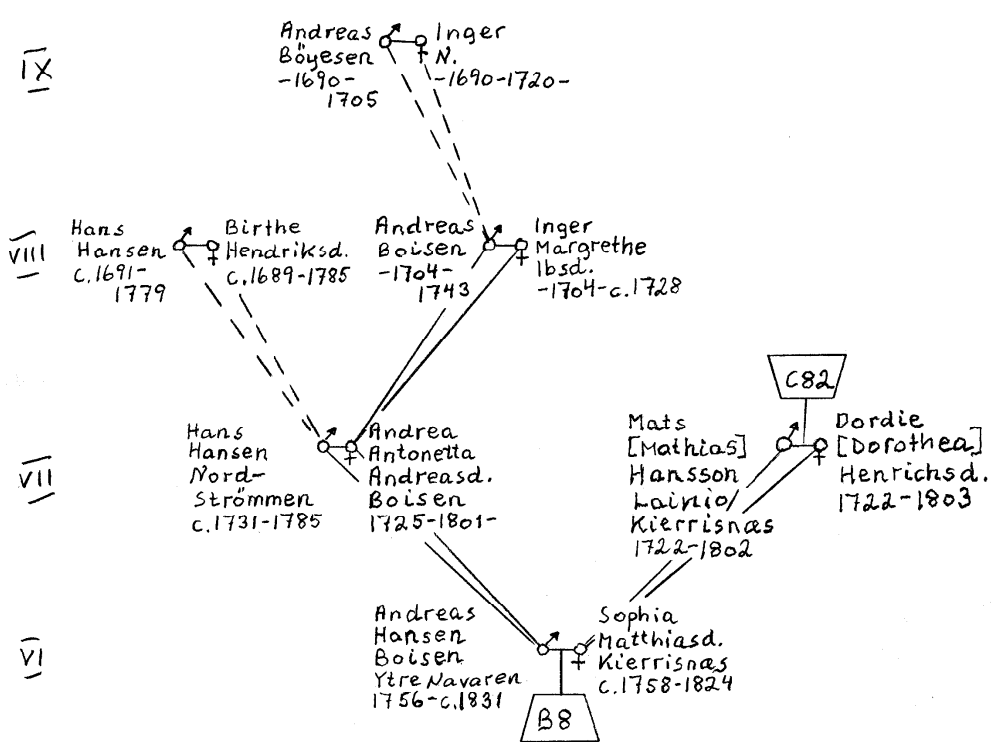 IX
Andreas
Böyesen
-1690-
1705
Inger
N.
-1690-1720-
VIII
Hans
Hansen
c.1691-
1779
Birthe
Hendriksd.
c.1689-1785
Andreas
Boisen
-1704-
1743
Inger
Margrethe
Ibsd.
-1704-c.1728
C82
VII
Hans
Hansen
Nord-
Strömmen
c.1731-1785
Andrea
Antonetta
Andreasd.
Boisen
1725-1801-
Mats
[Mathias]
Hansson
Lainio/
Kierrisnæs
1722-1802
Dordie
[Dorothea]
Henrichsd.
1722-1803
VI
Andreas
Hansen
Boisen
Ytre Navaren
1756-c.1831
Sophia
Matthiasd.
Kierrisnæs
c.1758-1824
B8